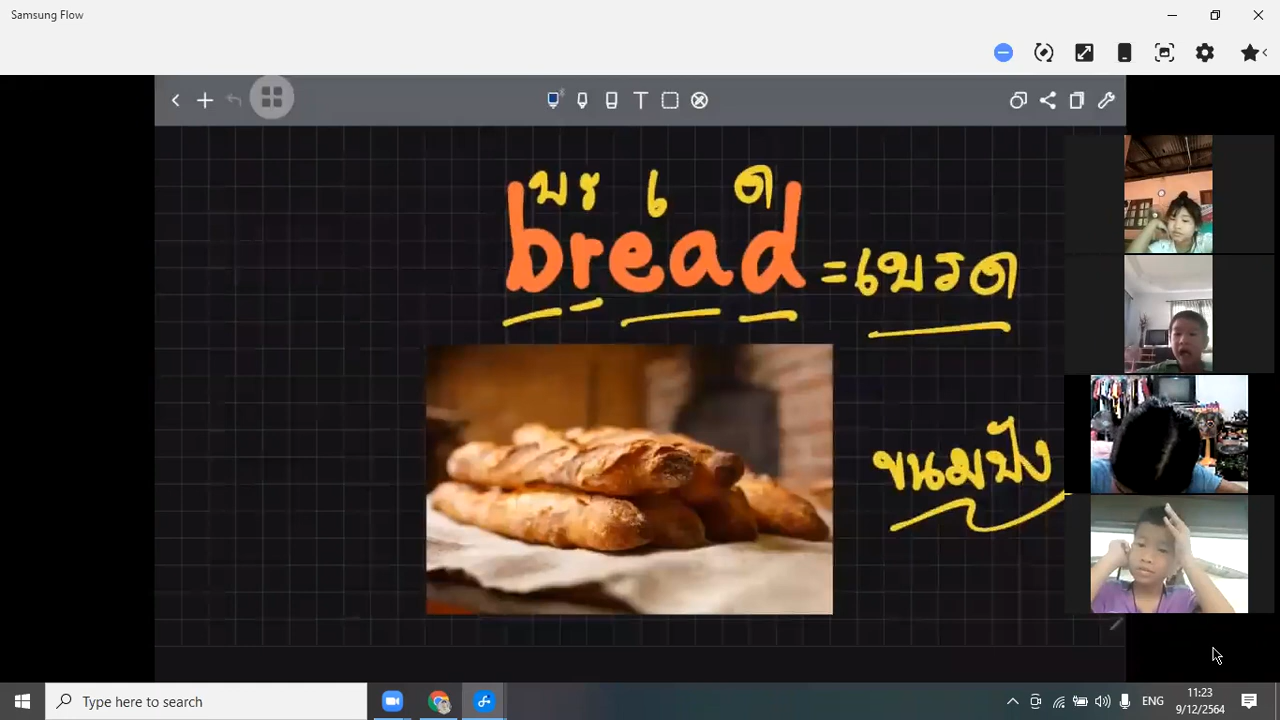 Samsung Flow
บร เ ด
bread
=เบรด
ขนมปัง
Type here to search
ENG
11:23
9/12/2564